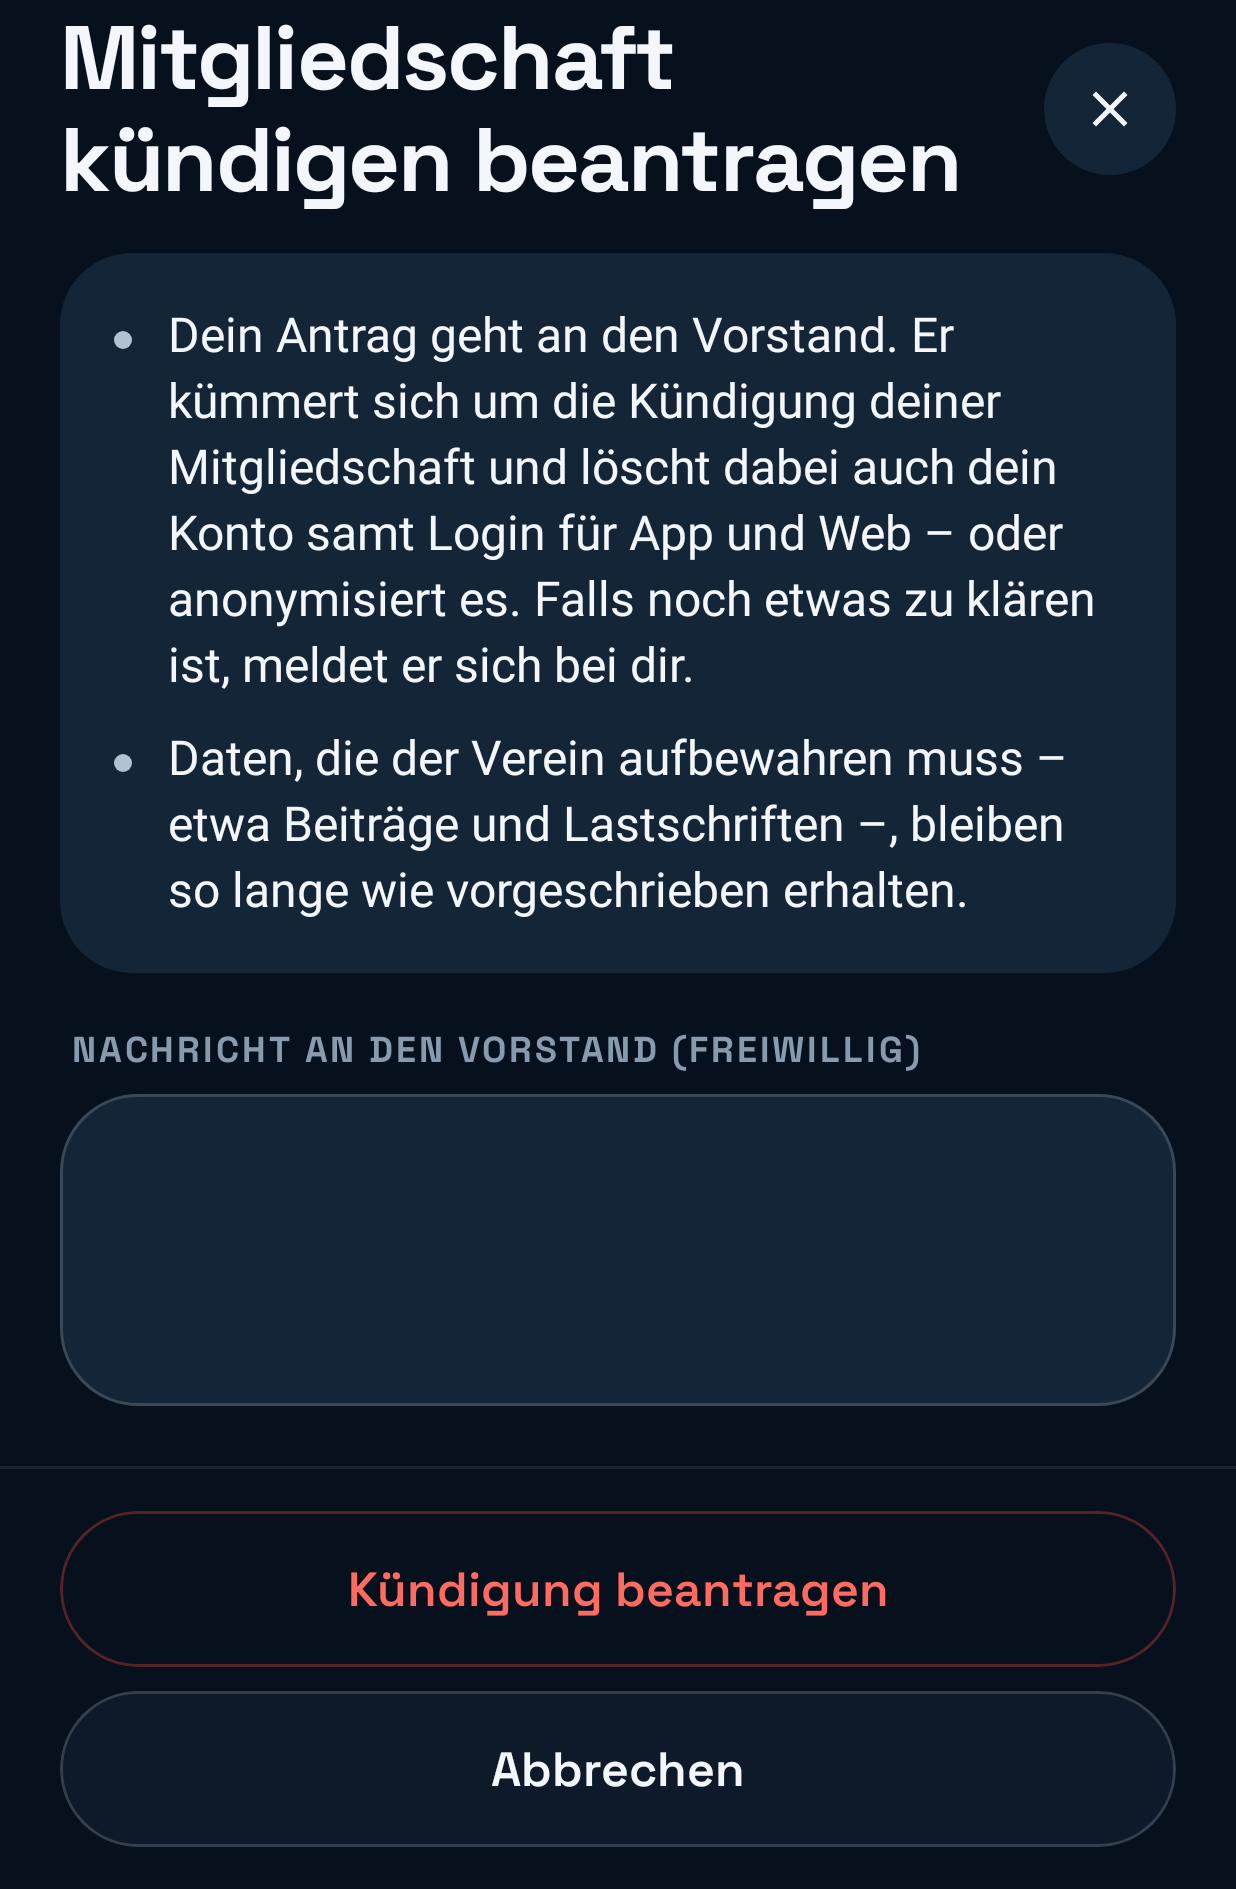 Mitgliedschaft
kündigen beantragen
Dein Antrag geht an den Vorstand. Er
kümmert sich um die Kündigung deiner
Mitgliedschaft und löscht dabei auch dein
Konto samt Login für App und Web – oder
anonymisiert es. Falls noch etwas zu klären
ist, meldet er sich bei dir.
Daten, die der Verein aufbewahren muss –
etwa Beiträge und Lastschriften –, bleiben
so lange wie vorgeschrieben erhalten.
NACHRICHT AN DEN VORSTAND (FREIWILLIG)
Kündigung beantragen
Abbrechen